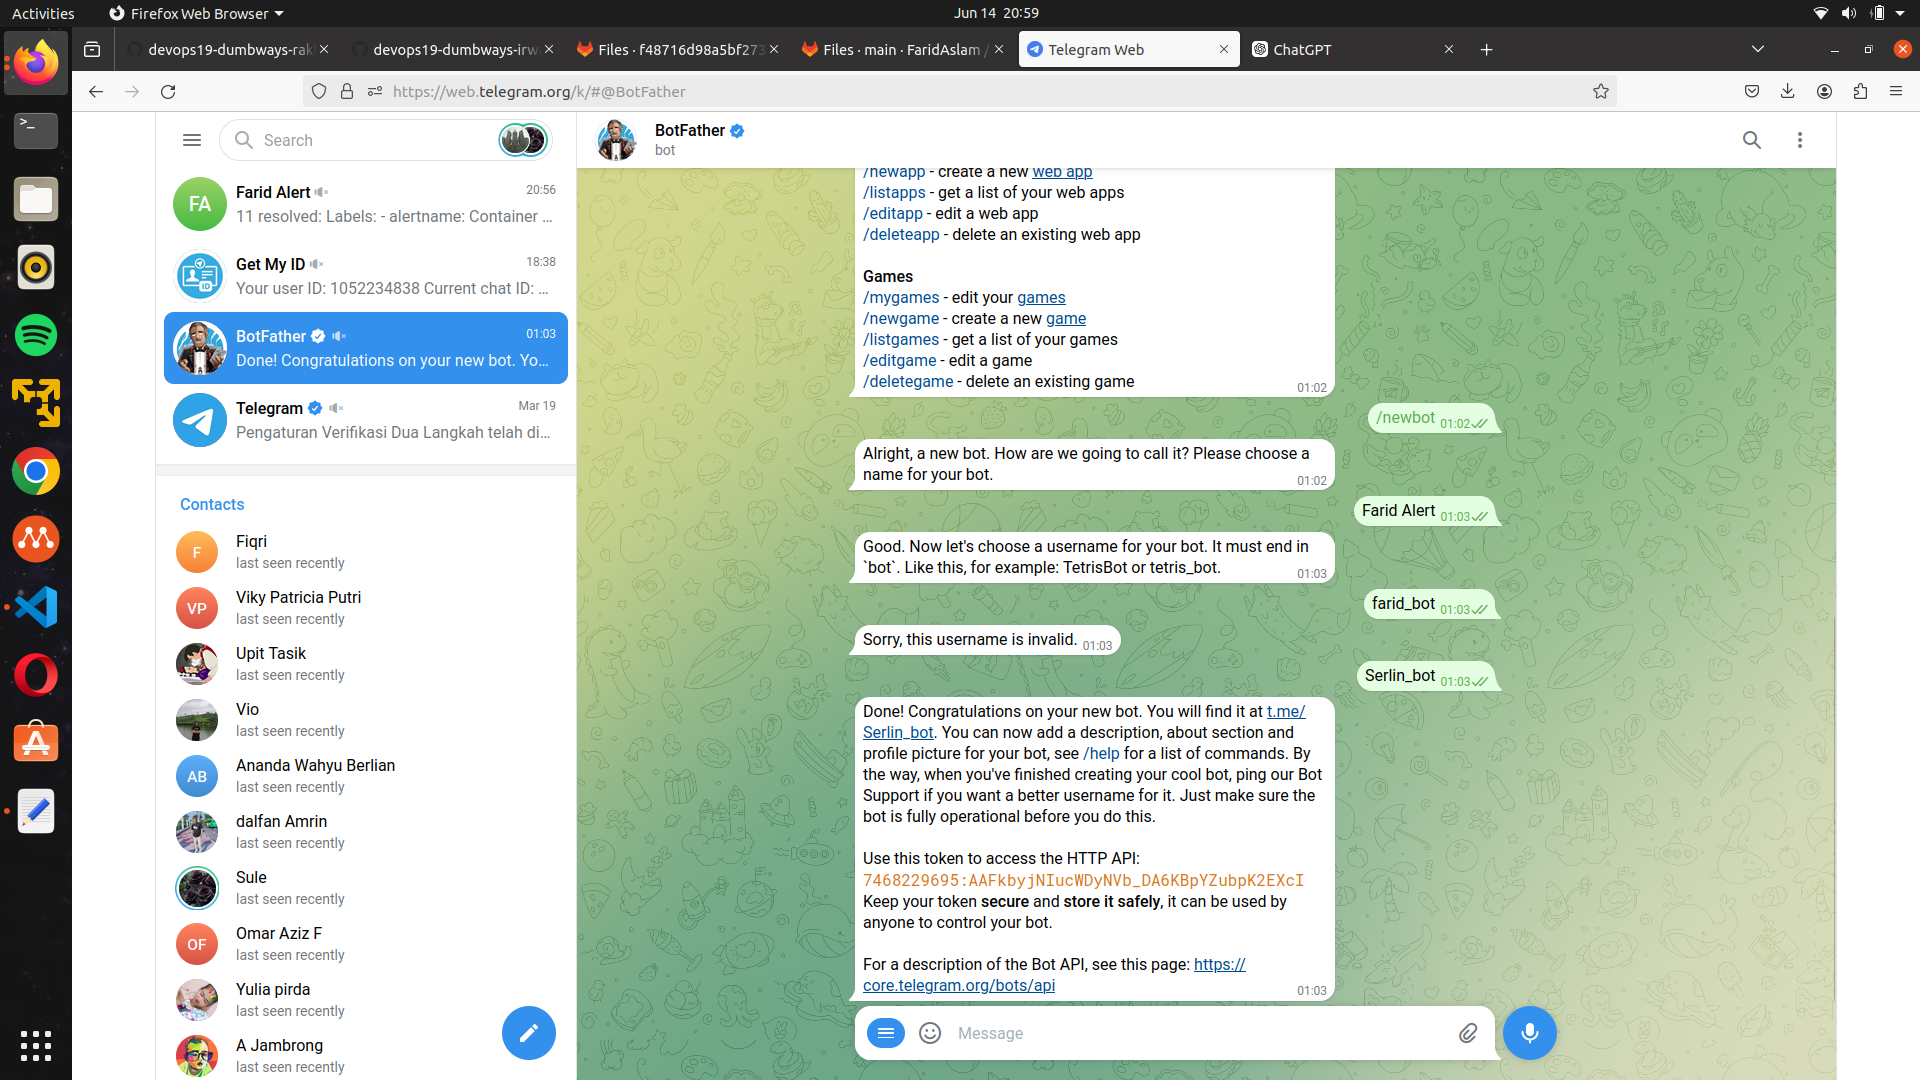 Activities
Firefox Web Browser
Jun 14 20:59
devops19-dumbways-rak
devops19-dumbways-irw
Files · f48716d98a5bf273
Files · main · FaridAslam /
Telegram Web
ChatGPT
https://web.telegram.org/k/#@BotFather
Search
FA
Farid Alert
20:56
11 resolved: Labels: - alertname: Container ...
Get My ID
18:38
Your user ID: 1052234838 Current chat ID: ...
BotFather
01:03
Done! Congratulations on your new bot. Yo...
Telegram
Mar 19
Pengaturan Verifikasi Dua Langkah telah di...
Contacts
F
Fiqri
last seen recently
VP
Viky Patricia Putri
last seen recently
Upit Tasik
last seen recently
Vio
last seen recently
AB
Ananda Wahyu Berlian
last seen recently
dalfan Amrin
last seen recently
Sule
last seen recently
OF
Omar Aziz F
last seen recently
Yulia pirda
last seen recently
A Jambrong
last seen recently
BotFather
bot
/newapp - create a new web app
/listapps - get a list of your web apps
/editapp - edit a web app
/deleteapp - delete an existing web app
Games
/mygames - edit your games
/newgame - create a new game
/listgames - get a list of your games
/editgame - edit a game
/deletegame - delete an existing game
01:02
/newbot 01:02
Alright, a new bot. How are we going to call it? Please choose a
name for your bot.
01:02
Farid Alert 01:03
Good. Now let's choose a username for your bot. It must end in
`bot`. Like this, for example: TetrisBot or tetris_bot.
01:03
farid_bot 01:03
Sorry, this username is invalid. 01:03
Serlin_bot 01:03
Done! Congratulations on your new bot. You will find it at t.me/
Serlin_bot. You can now add a description, about section and
profile picture for your bot, see /help for a list of commands. By
the way, when you've finished creating your cool bot, ping our Bot
Support if you want a better username for it. Just make sure the
bot is fully operational before you do this.
Use this token to access the HTTP API:
7468229695:AAFkbyjNIucWDyNVb_DA6KBpYZubpK2EXcI
Keep your token secure and store it safely, it can be used by
anyone to control your bot.
For a description of the Bot API, see this page: https://
core.telegram.org/bots/api
01:03
Message